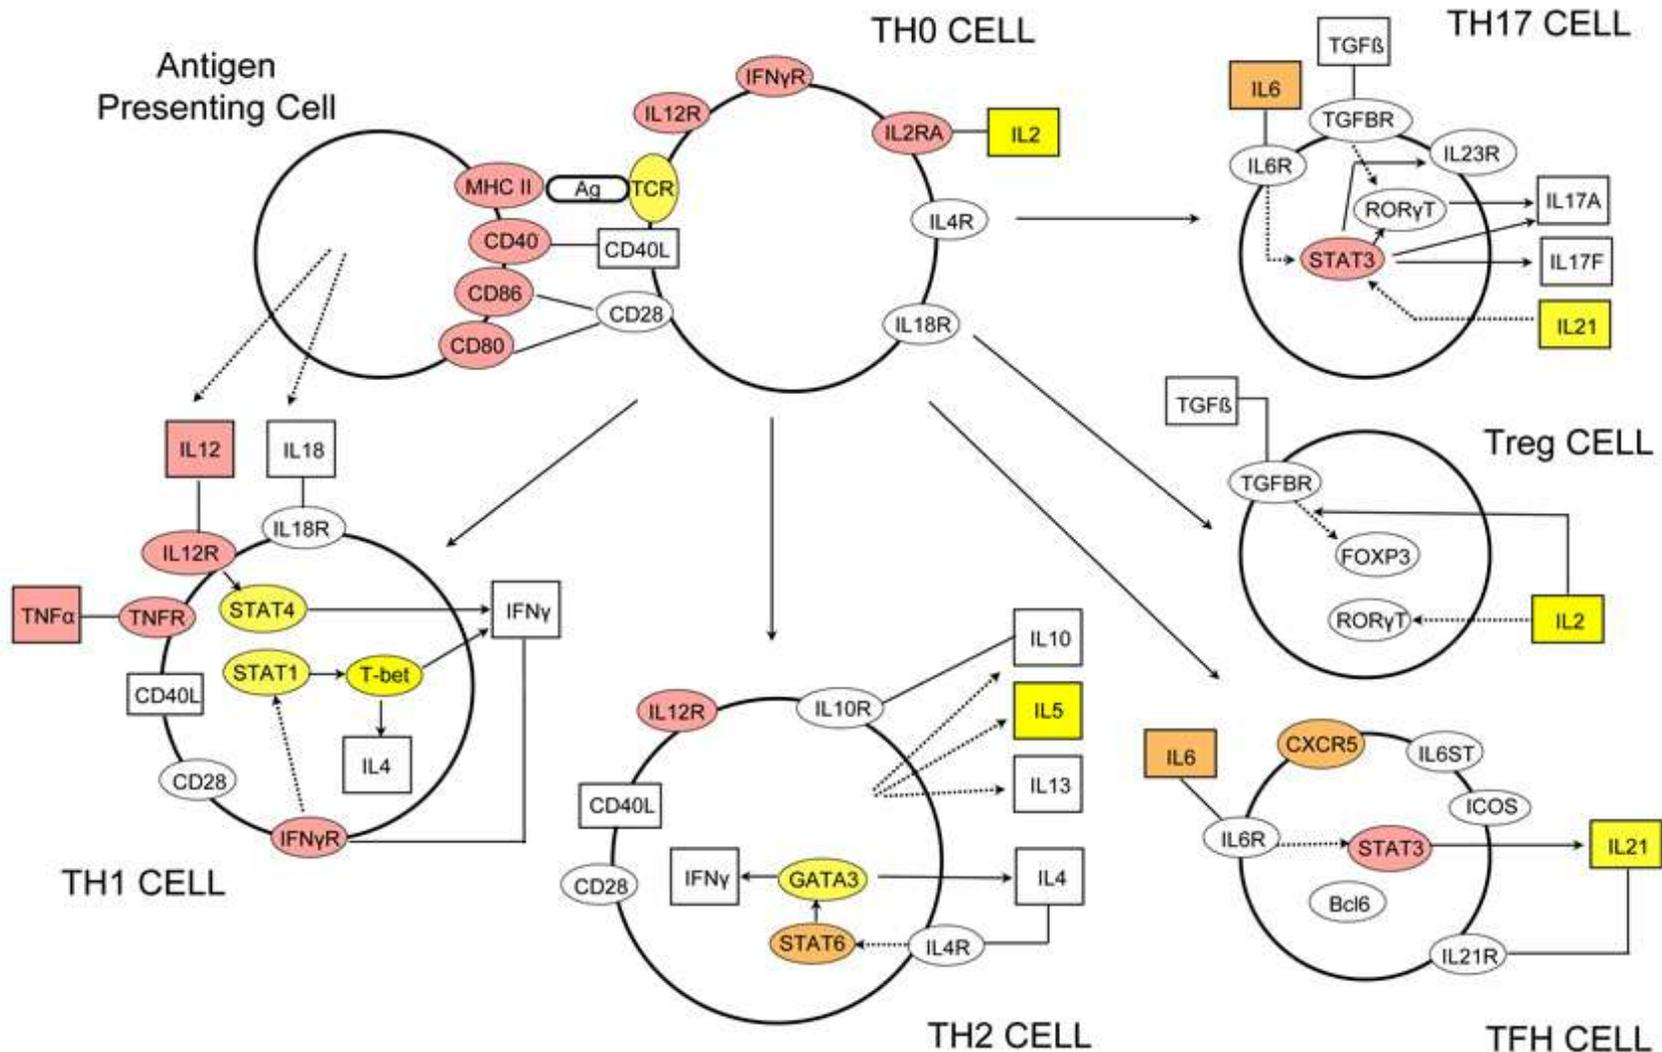 TH0 CELL
TH17 CELL
Antigen
Presenting Cell
IFNγR
IL12R
IL2RA
IL2
MHC II
Ag
TCR
CD40
CD40L
CD86
CD28
CD80
IL4R
IL18R
TGFß
IL6
TGFBR
IL6R
IL23R
RORγT
IL17A
STAT3
IL17F
IL21
TGFß
Treg CELL
TGFBR
FOXP3
RORγT
IL2
IL12
IL18
IL18R
IL12R
TNFα
TNFR
STAT4
IFNγ
STAT1
T-bet
CD40L
IL4
CD28
IFNγR
TH1 CELL
IL10
IL12R
IL10R
IL5
IL13
CD40L
IFNγ
GATA3
IL4
CD28
STAT6
IL4R
TH2 CELL
IL6
CXCR5
IL6ST
ICOS
IL6R
STAT3
IL21
Bcl6
IL21R
TFH CELL